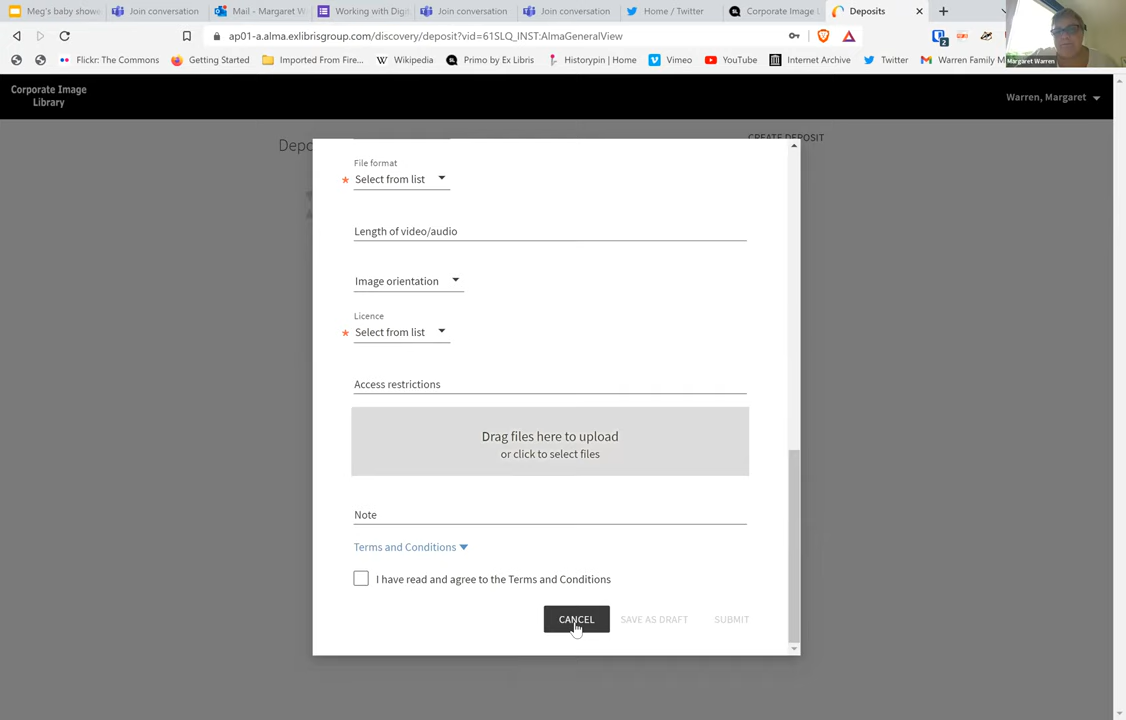 Meg's baby showe
Join conversation
Mail - Margaret W
Working with Digi
Join conversation
Join conversation
Home / Twitter
Corporate Image L
Deposits
ap01-a.alma.exlibrisgroup.com/discovery/deposit?vid=61SLQ_INST:AlmaGeneralView
2
Flickr: The Commons
Getting Started
Imported From Fire...
Wikipedia
Primo by Ex Libris
Historypin | Home
Vimeo
YouTube
Internet Archive
Twitter
Warren Family M
Margaret Warren
Corporate Image
Library
Warren, Margaret
Depo
CREATE DEPOSIT
File format
* Select from list
Length of video/audio
Image orientation
Licence
* Select from list
Access restrictions
Drag files here to upload
or click to select files
Note
Terms and Conditions
I have read and agree to the Terms and Conditions
CANCEL
SAVE AS DRAFT
SUBMIT